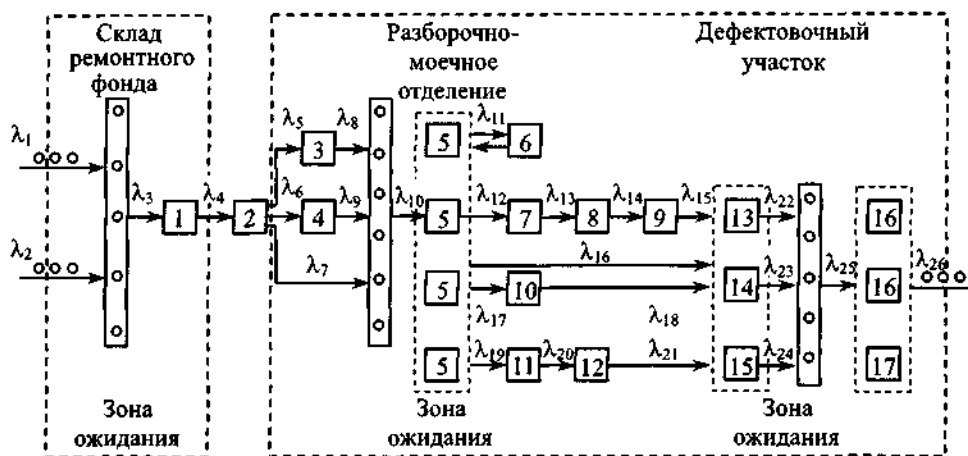 Склад
ремонтного
фонда
Разборочно-
моечное
отделение
Дефектовочный
участок
λ1
λ2
λ3
1
λ4
2
λ5
3
λ8
λ6
4
λ9
λ7
λ10
5
λ11
6
5
λ12
7
λ13
8
λ14
9
λ15
13
λ22
16
λ16
5
λ17
10
λ18
14
λ23
λ25
16
λ26
5
λ19
11
λ20
12
λ21
15
λ24
17
Зона
ожидания
Зона
ожидания
Зона
ожидания